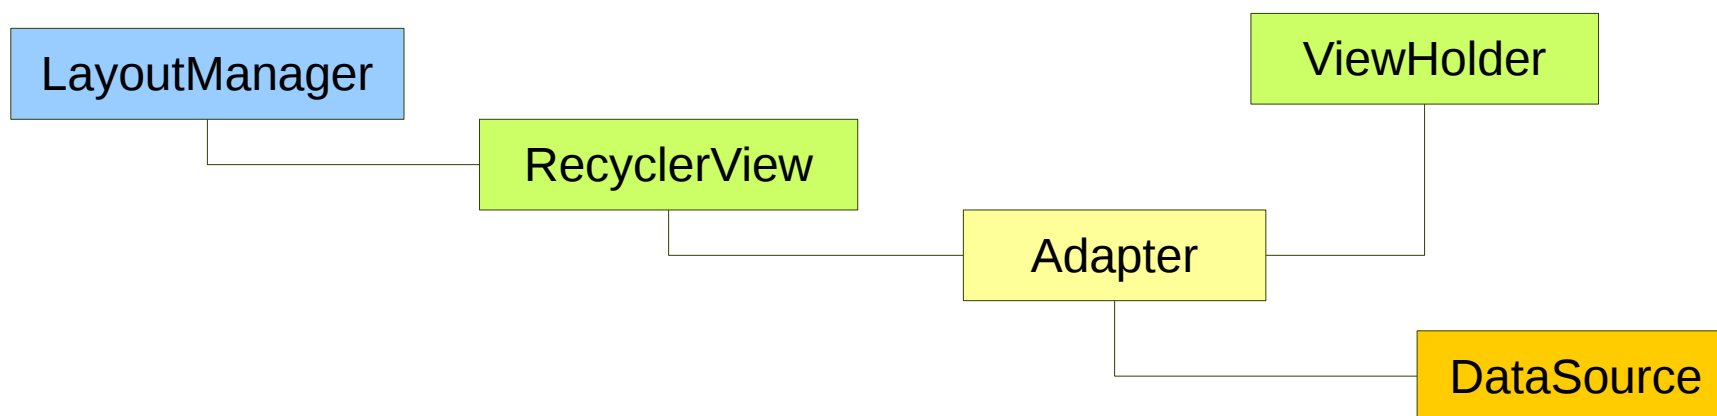 LayoutManager
ViewHolder
RecyclerView
Adapter
DataSource